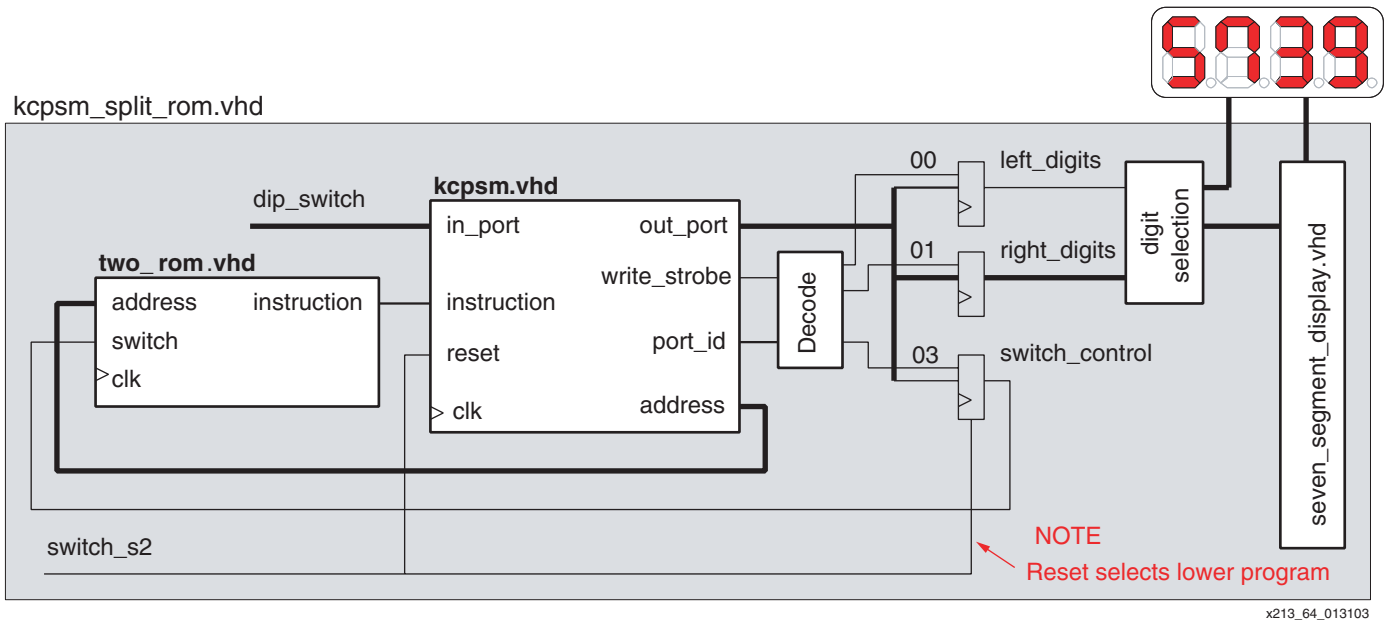 5739
kcpsm_split_rom.vhd
dip_switch
kcpsm.vhd
in_port
out_port
write_strobe
instruction
port_id
reset
address
clk
two_rom.vhd
address
instruction
switch
clk
Decode
00
left_digits
01
right_digits
03
switch_control
digit
selection
seven_segment_display.vhd
switch_s2
NOTE
Reset selects lower program
x213_64_013103